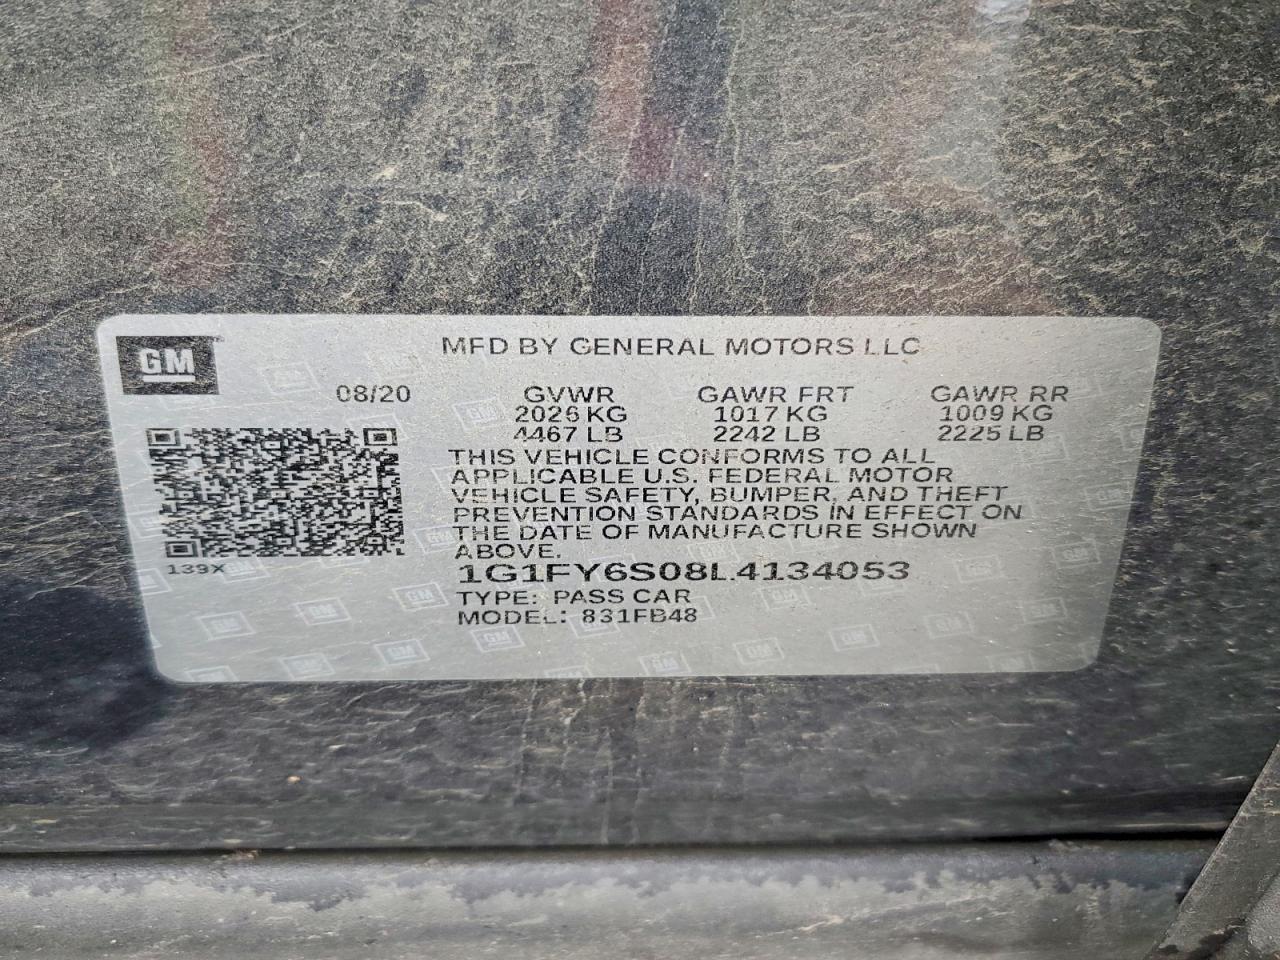 GM
MFD BY GENERAL MOTORS LLC
08/20 GVWR GAWR FRT GAWR RR
2026 KG 1017 KG 1009 KG
4467 LB 2242 LB 2225 LB
THIS VEHICLE CONFORMS TO ALL
APPLICABLE U.S. FEDERAL MOTOR
VEHICLE SAFETY, BUMPER, AND THEFT
PREVENTION STANDARDS IN EFFECT ON
THE DATE OF MANUFACTURE SHOWN
ABOVE.
139X
1G1FY6S08L4134053
TYPE: PASS CAR
MODEL: 831FB48